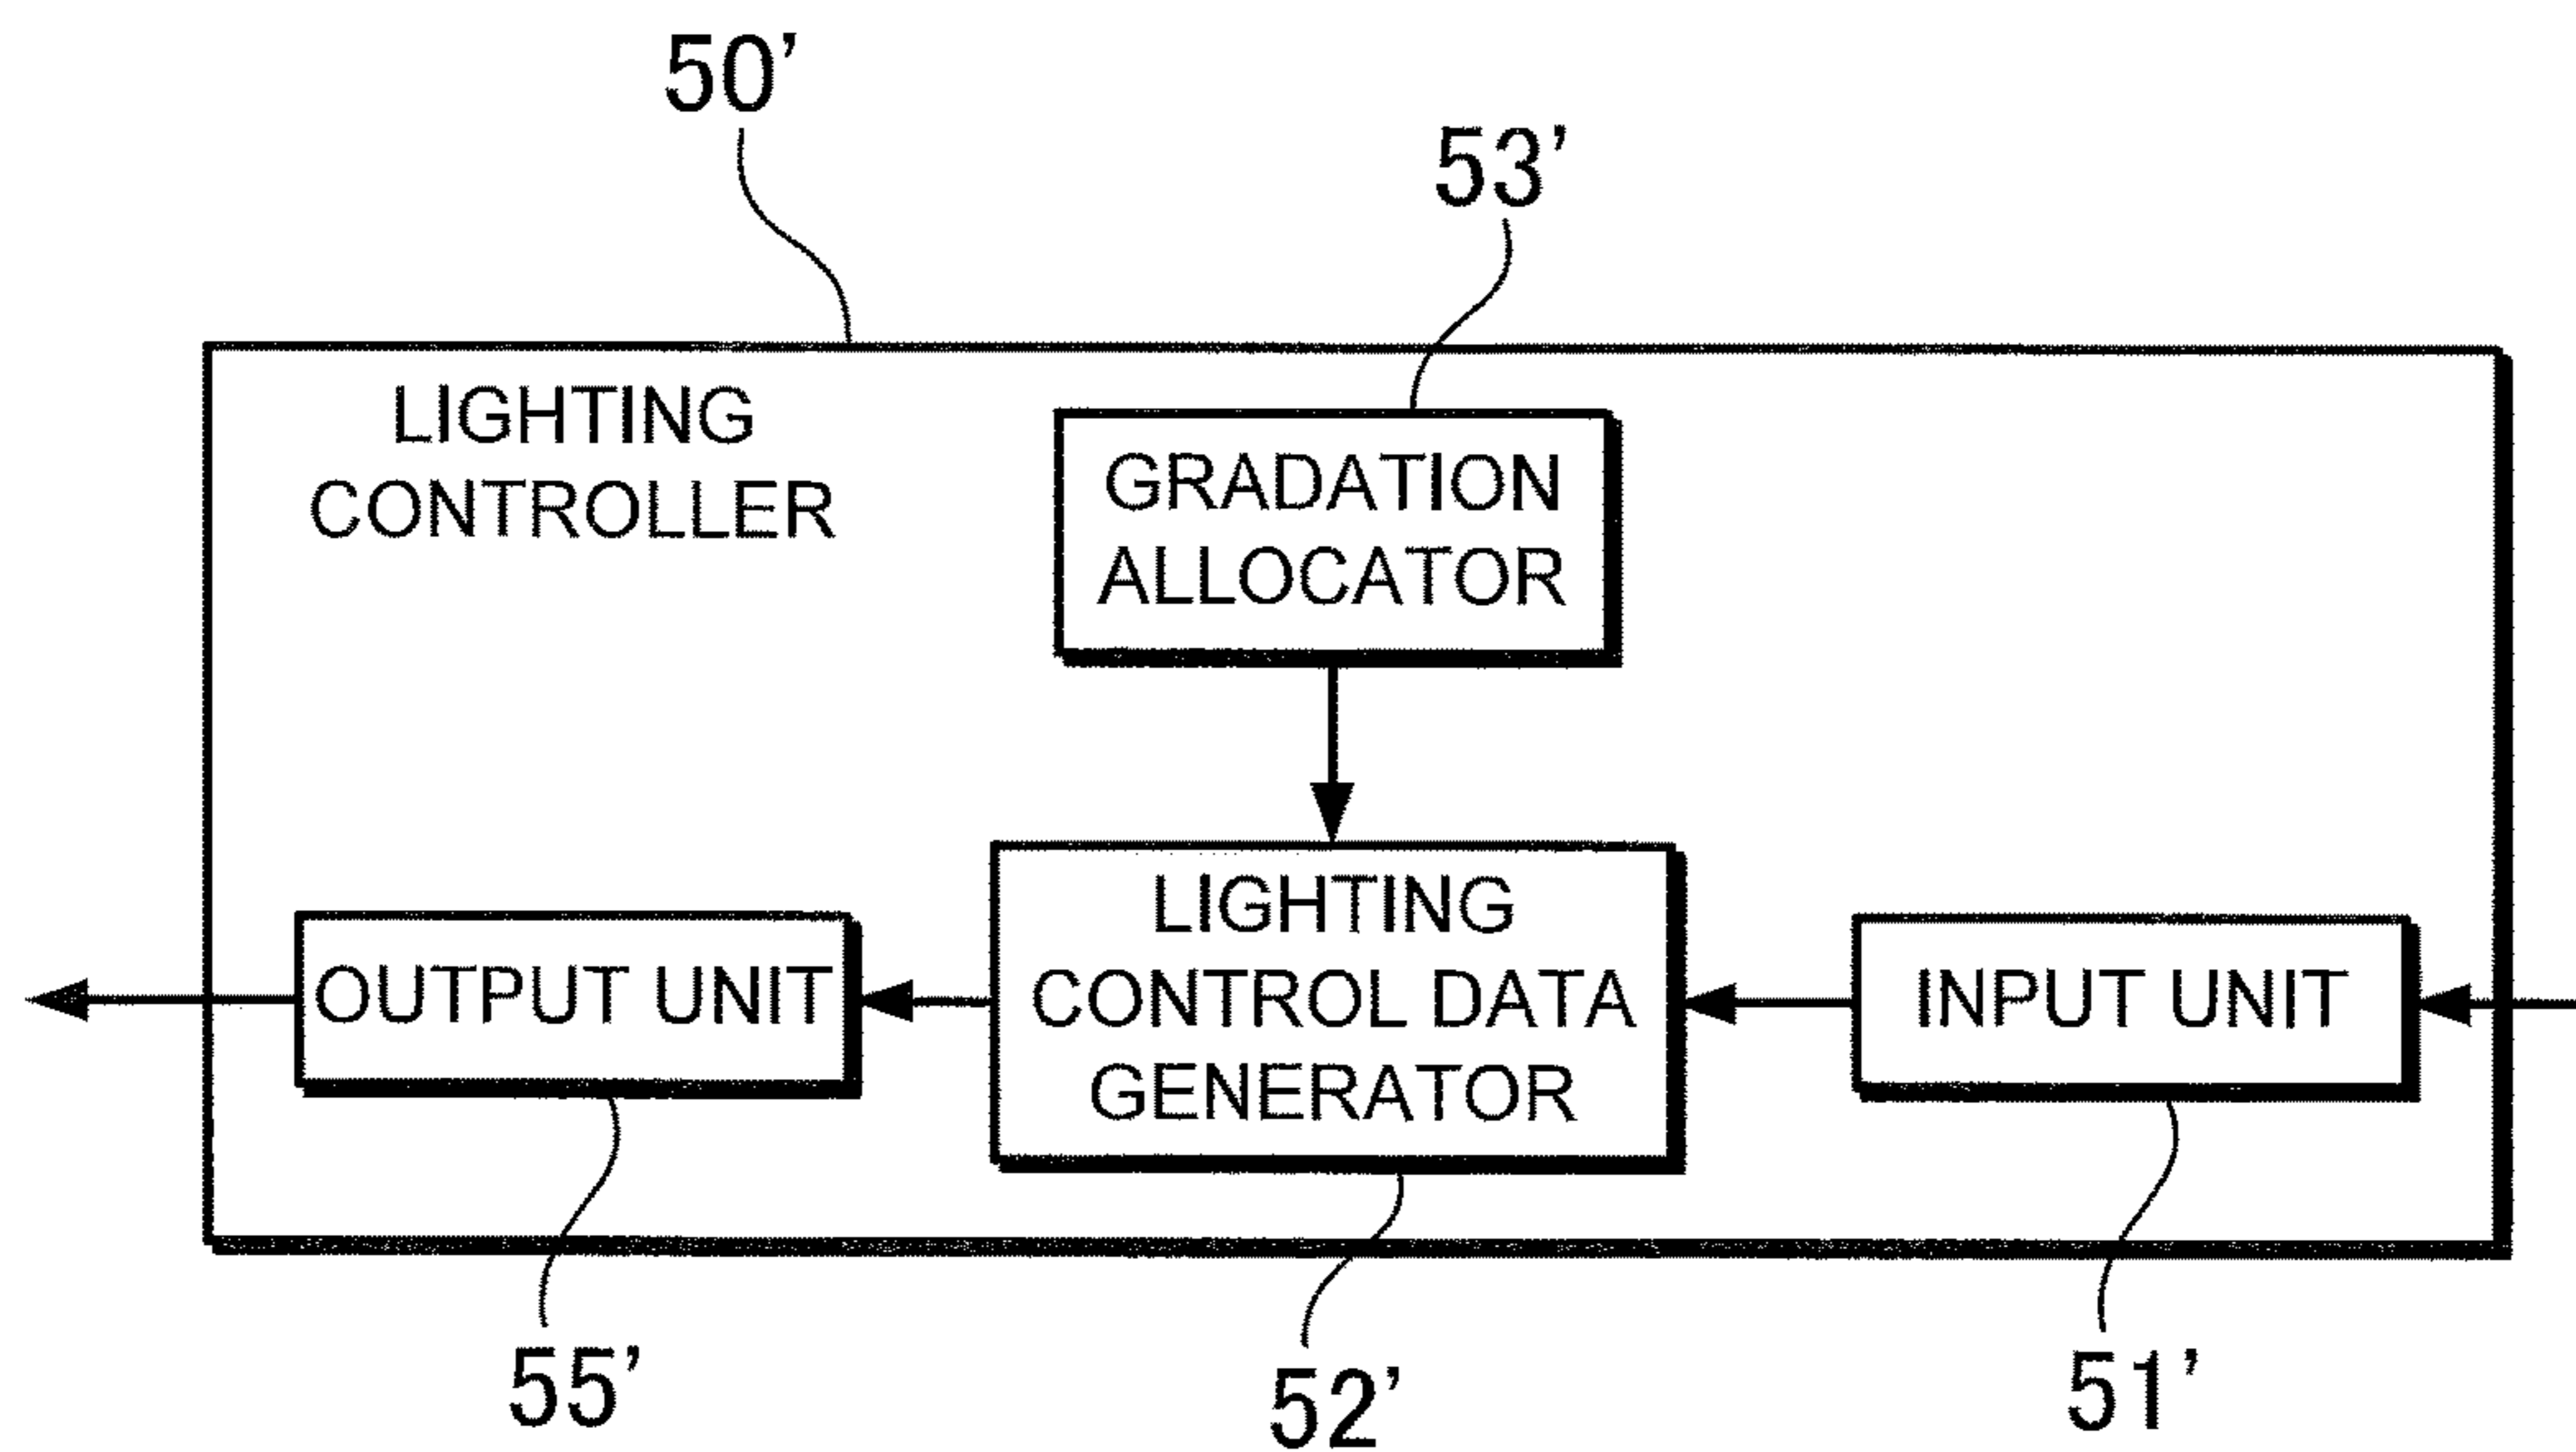 50’
53’
LIGHTING
CONTROLLER
GRADATION
ALLOCATOR
OUTPUT UNIT
LIGHTING
CONTROL DATA
GENERATOR
INPUT UNIT
55’
52’
51’